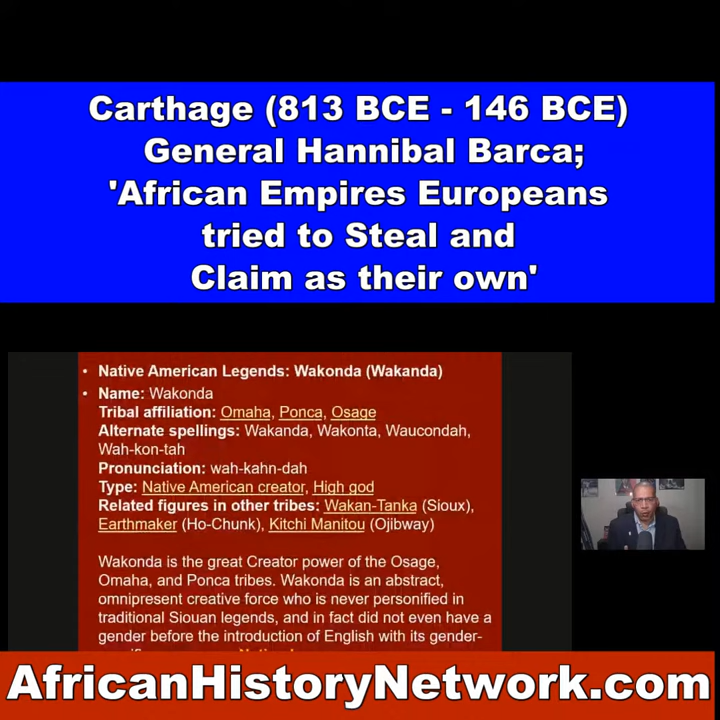 Carthage (813 BCE - 146 BCE)
General Hannibal Barca;
'African Empires Europeans
tried to Steal and
Claim as their own'
• Native American Legends: Wakonda (Wakanda)
• Name: Wakonda
Tribal affiliation: Omaha, Ponca, Osage
Alternate spellings: Wakanda, Wakonta, Waucondah,
Wah-kon-tah
Pronunciation: wah-kahn-dah
Type: Native American creator, High god
Related figures in other tribes: Wakan-Tanka (Sioux),
Earthmaker (Ho-Chunk), Kitchi Manitou (Ojibway)
Wakonda is the great Creator power of the Osage,
Omaha, and Ponca tribes. Wakonda is an abstract,
omnipresent creative force who is never personified in
traditional Siouan legends, and in fact did not even have a
gender before the introduction of English with its gender-
AfricanHistoryNetwork.com